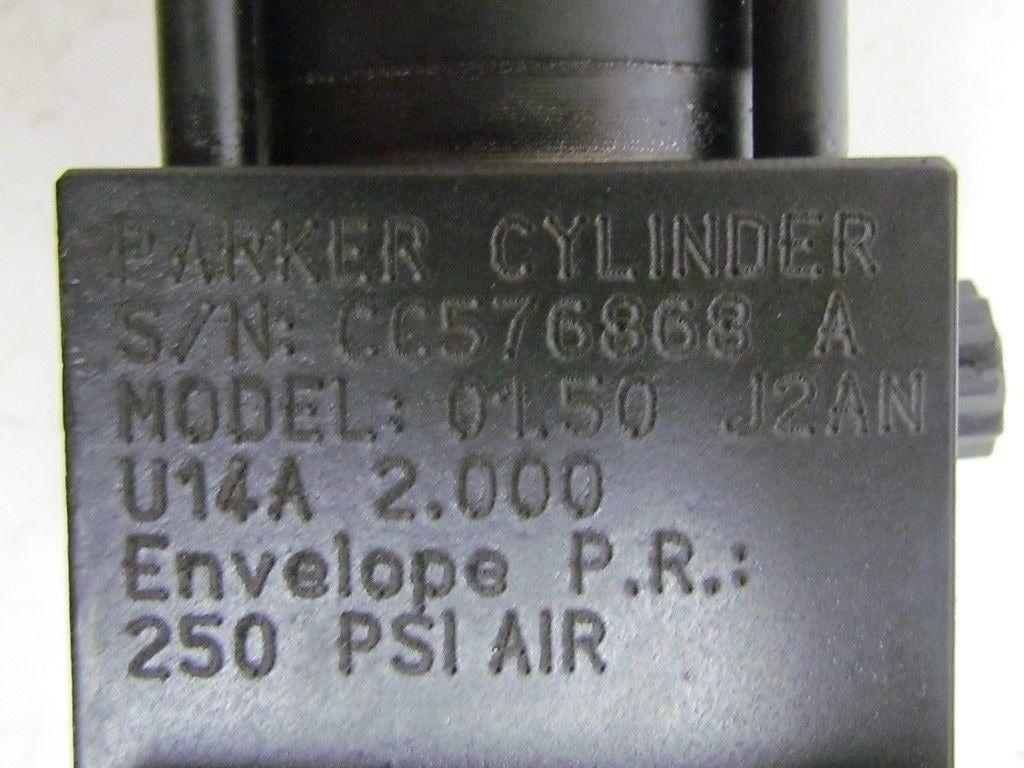 PARKER CYLINDER
S/N: CC576868 A
MODEL: 01.50 J2AN
U14A 2.000
Envelope P.R.:
250 PSI AIR